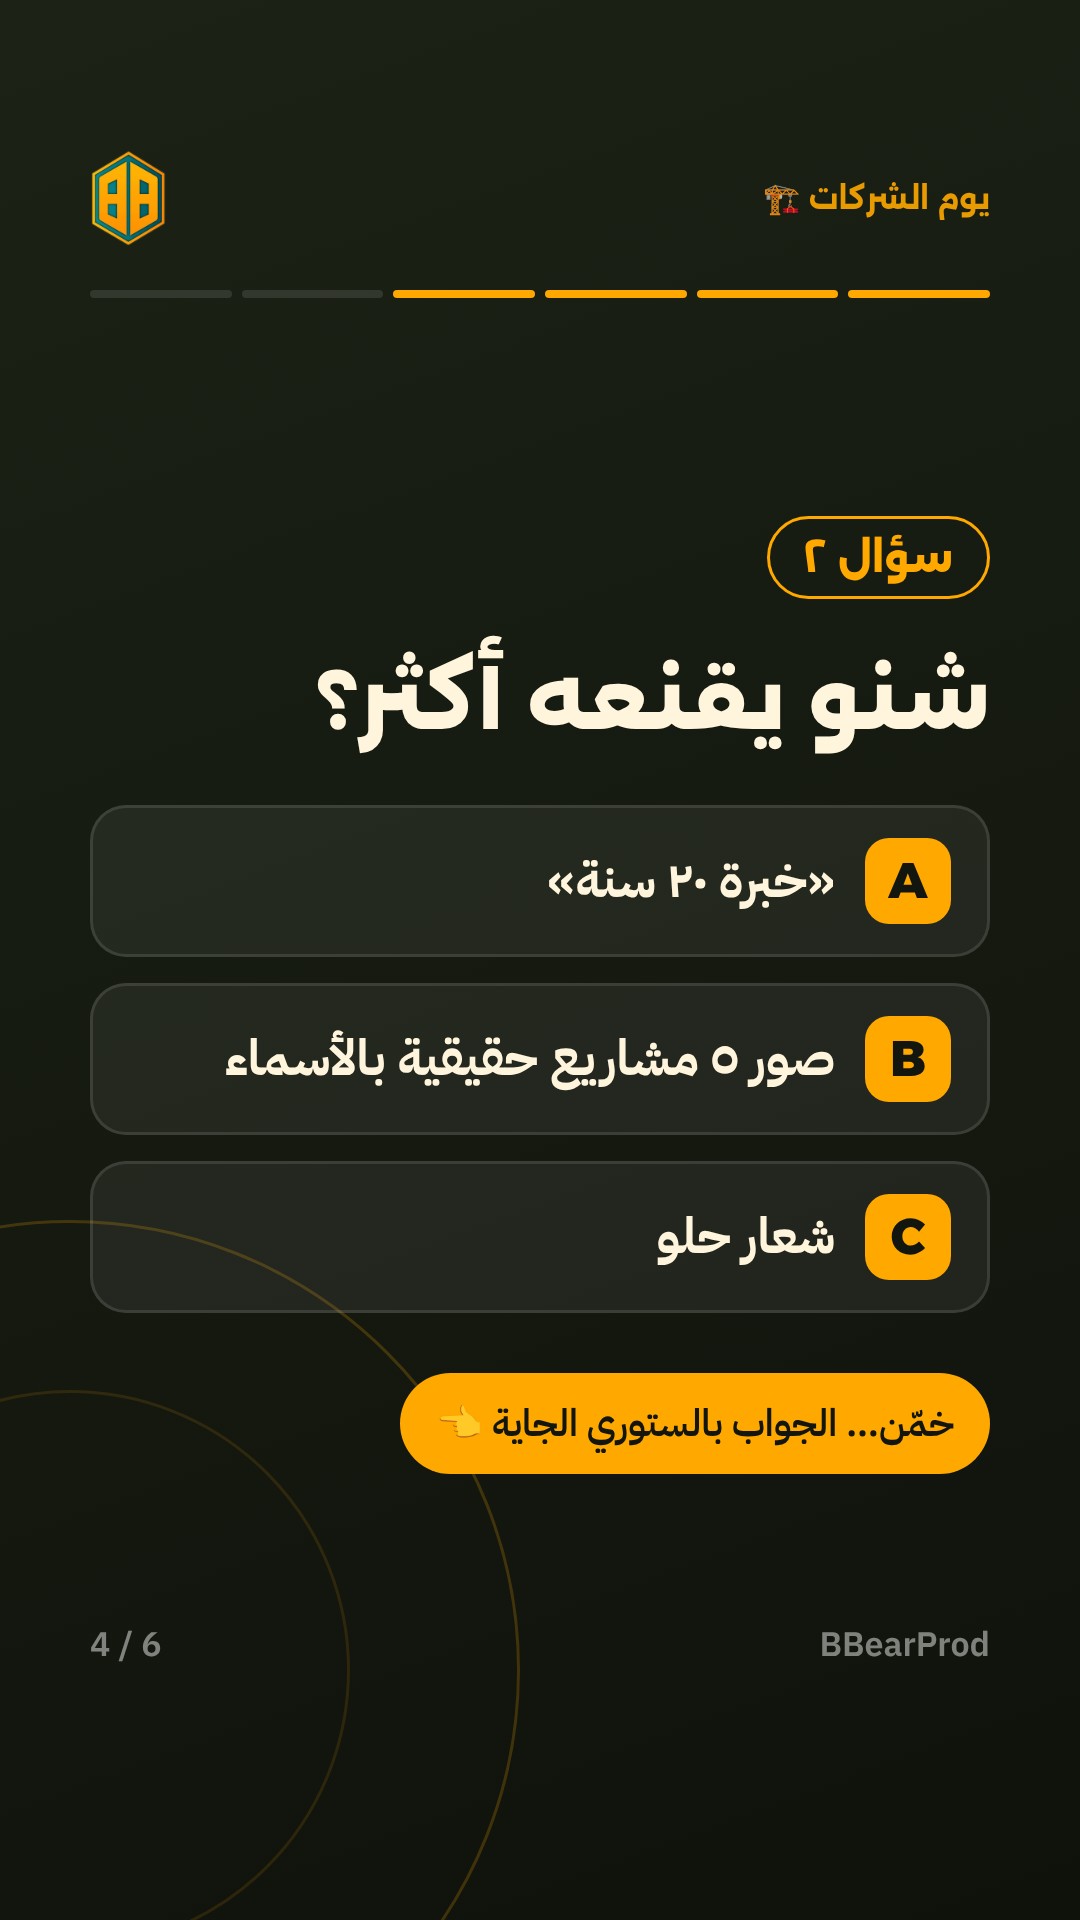 يوم الشركات 🏗️
BB
سؤال ٢
شنو يقنعه أكثر؟
A «خبرة ٢٠ سنة»
B صور ٥ مشاريع حقيقية بالأسماء
C شعار حلو
خمّن... الجواب بالستوري الجاية 👈
BBearProd
4 / 6